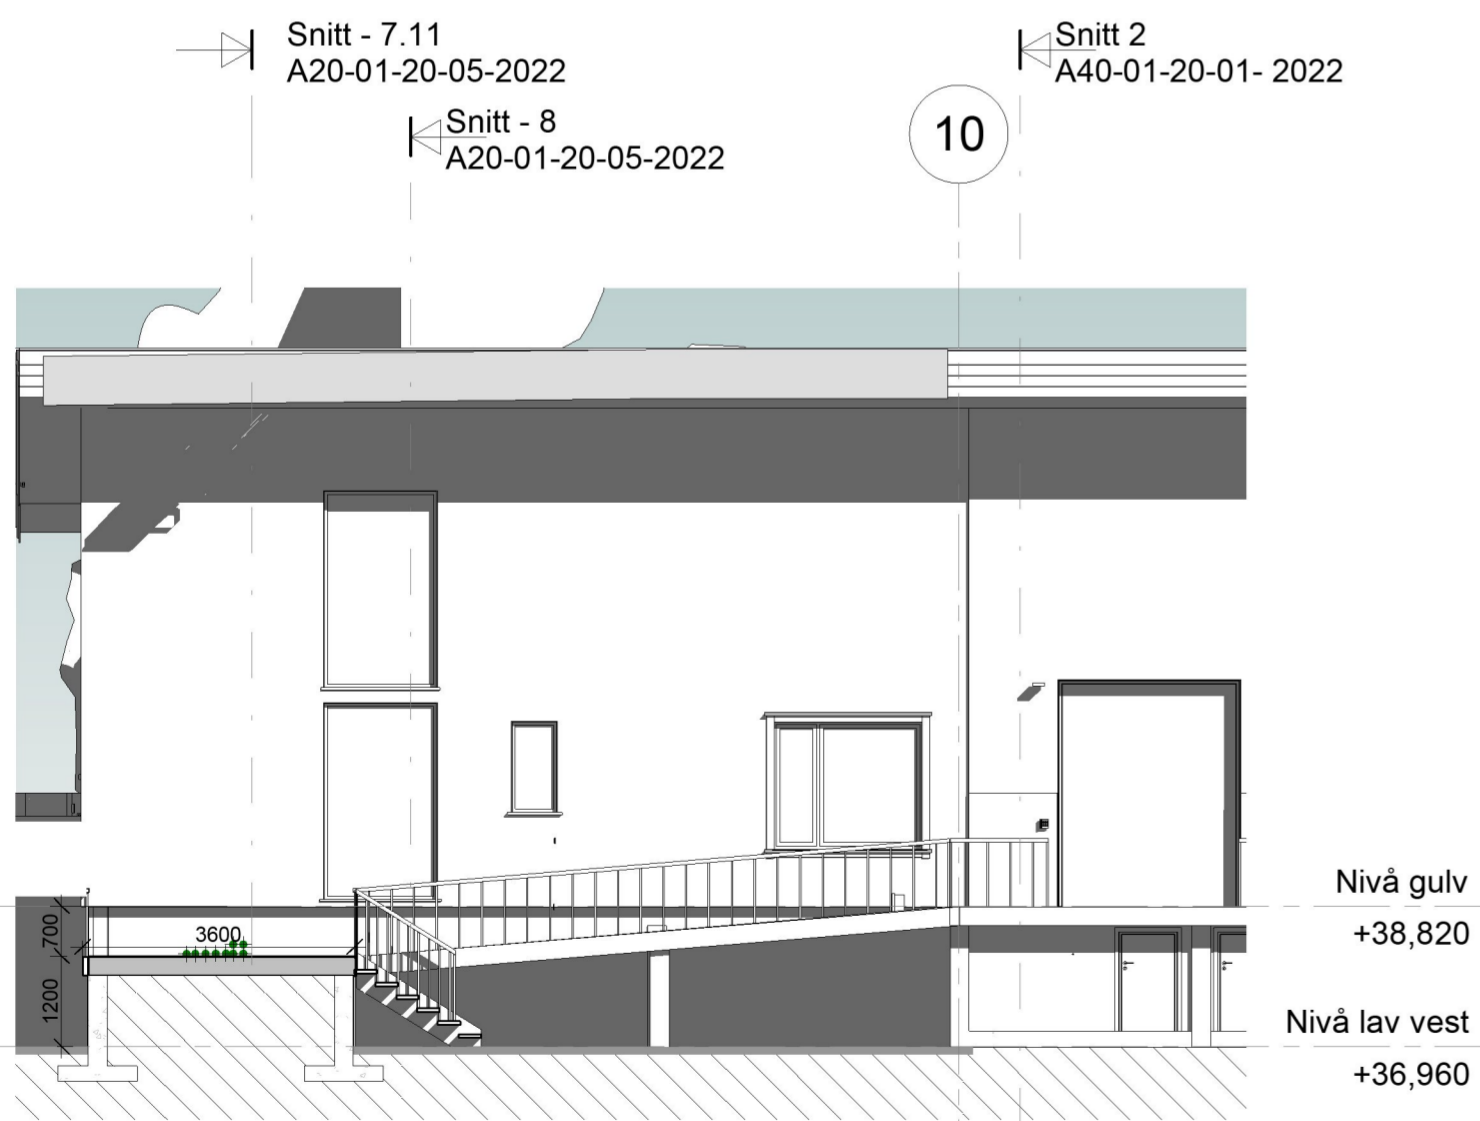 Snitt - 7.11
A20-01-20-05-2022
Snitt - 8
A20-01-20-05-2022
Snitt 2
A40-01-20-01- 2022
10
700
3600
1200
Nivå gulv
+38,820
Nivå lav vest
+36,960